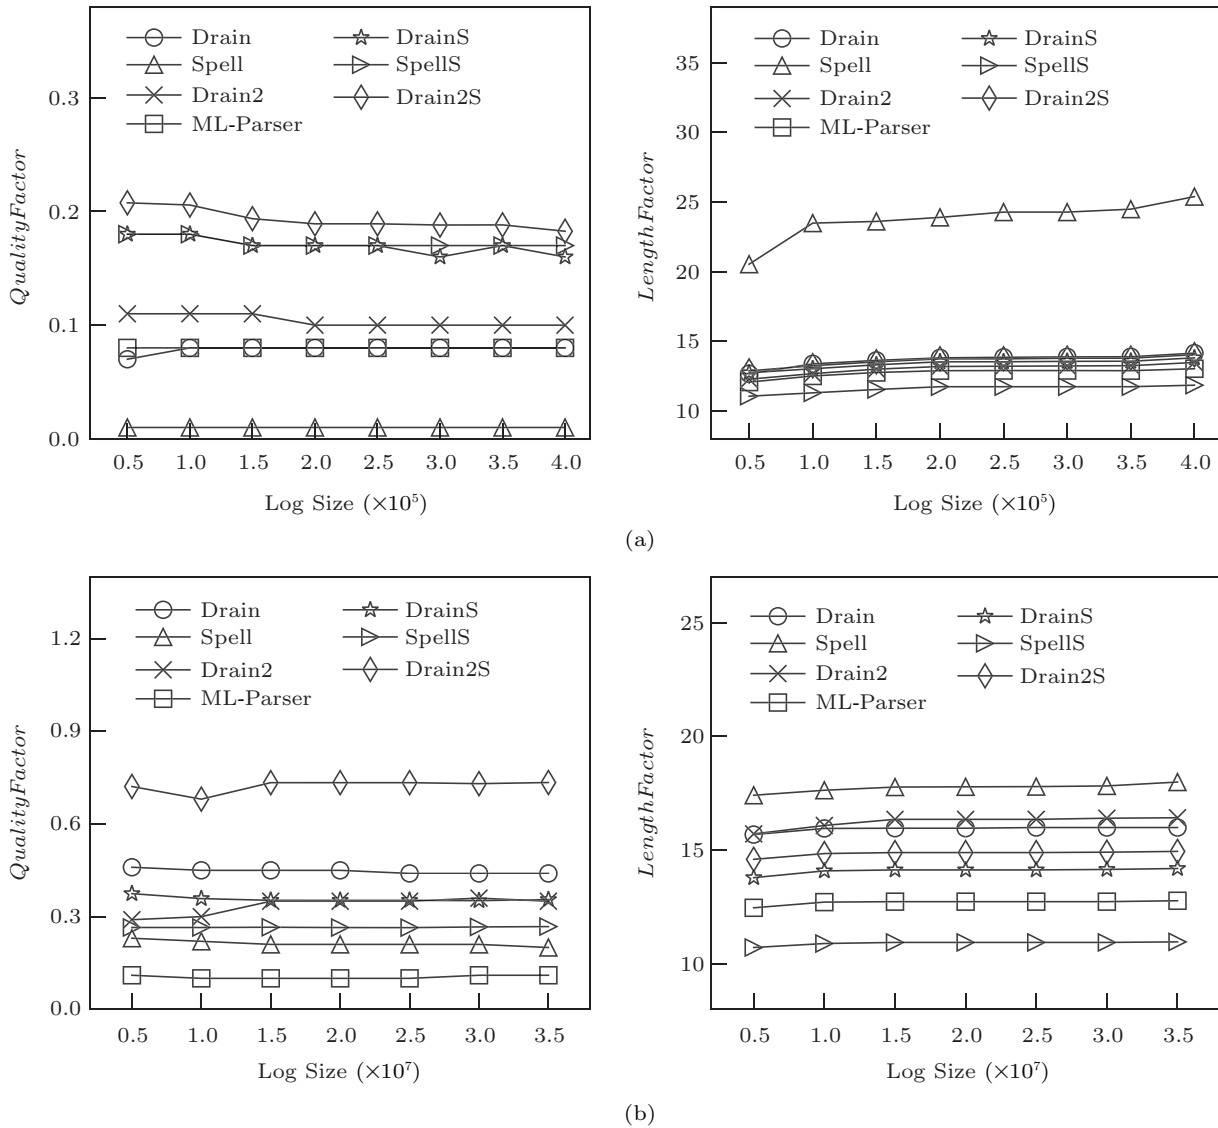 Drain
Spell
Drain2
ML-Parser
DrainS
SpellS
Drain2S
QualityFactor
0.3
0.2
0.1
0.0
0.5 1.0 1.5 2.0 2.5 3.0 3.5 4.0
Log Size (×10⁵)
Drain
Spell
Drain2
ML-Parser
DrainS
SpellS
Drain2S
LengthFactor
35
30
25
20
15
10
0.5 1.0 1.5 2.0 2.5 3.0 3.5 4.0
Log Size (×10⁵)
(a)
Drain
Spell
Drain2
ML-Parser
DrainS
SpellS
Drain2S
QualityFactor
1.2
0.9
0.6
0.3
0.0
0.5 1.0 1.5 2.0 2.5 3.0 3.5
Log Size (×10⁷)
Drain
Spell
Drain2
ML-Parser
DrainS
SpellS
Drain2S
LengthFactor
25
20
15
10
0.5 1.0 1.5 2.0 2.5 3.0 3.5
Log Size (×10⁷)
(b)